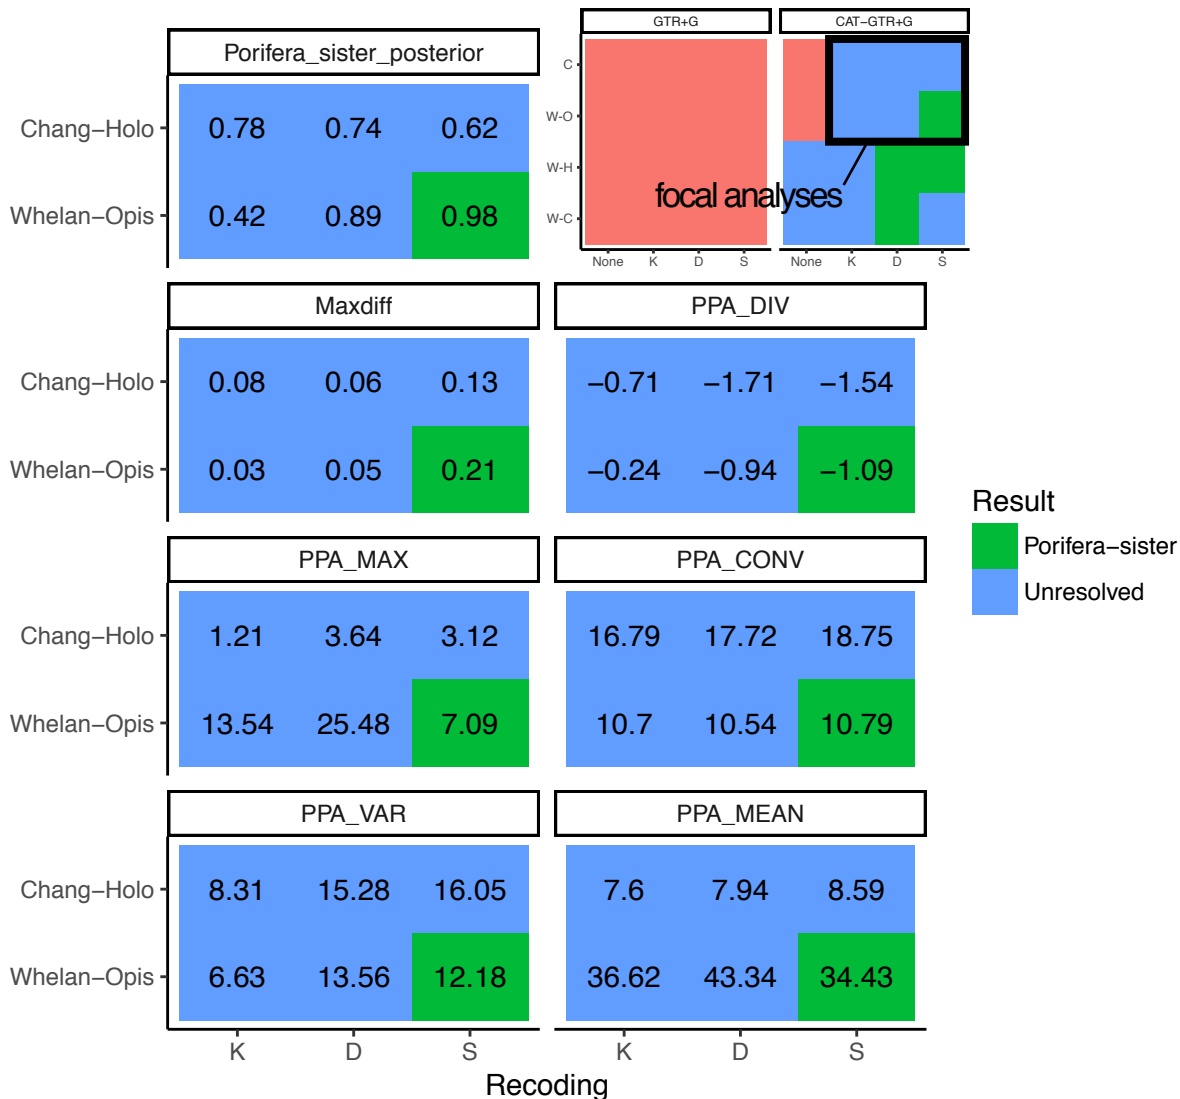 GTR+G CAT−GTR+G
Porifera_sister_posterior
C
Chang−Holo 0.78 0.74 0.62
W−O
W−H
Whelan−Opis 0.42 0.89 0.98
focal analyses
W−C
None K D S None K D S
Maxdiff PPA_DIV
Chang−Holo 0.08 0.06 0.13 −0.71 −1.71 −1.54
Whelan−Opis 0.03 0.05 0.21 −0.24 −0.94 −1.09
Result
Porifera−sister
Unresolved
PPA_MAX PPA_CONV
Chang−Holo 1.21 3.64 3.12 16.79 17.72 18.75
Whelan−Opis 13.54 25.48 7.09 10.7 10.54 10.79
PPA_VAR PPA_MEAN
Chang−Holo 8.31 15.28 16.05 7.6 7.94 8.59
Whelan−Opis 6.63 13.56 12.18 36.62 43.34 34.43
K D S K D S
Recoding